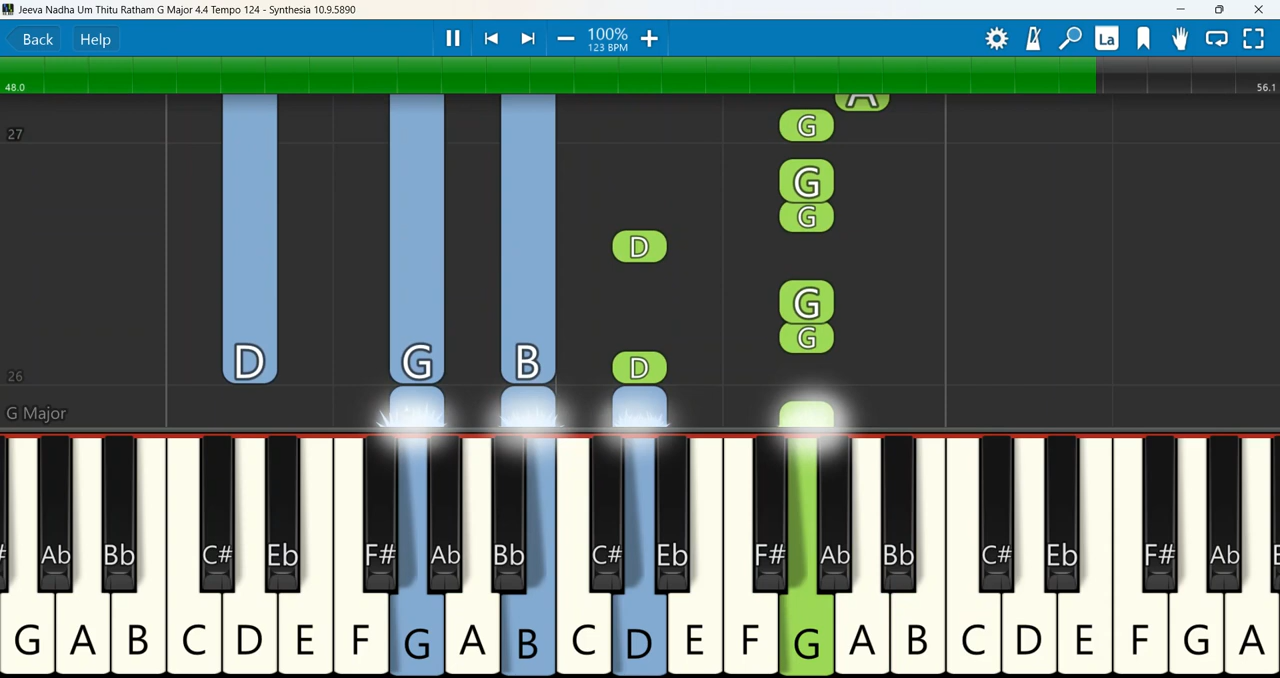 Jeeva Nadha Um Thitu Ratham G Major 4.4 Tempo 124 - Synthesia 10.9.5890
Back Help 100% La
123 BPM
48.0 56.1
A
27 G
G
G
D
G
G
D G B D
26
G Major
Ab Bb C# Eb F# Ab Bb C# Eb F# Ab Bb C# Eb F# Ab
G A B C D E F G A B C D E F G A B C D E F G A